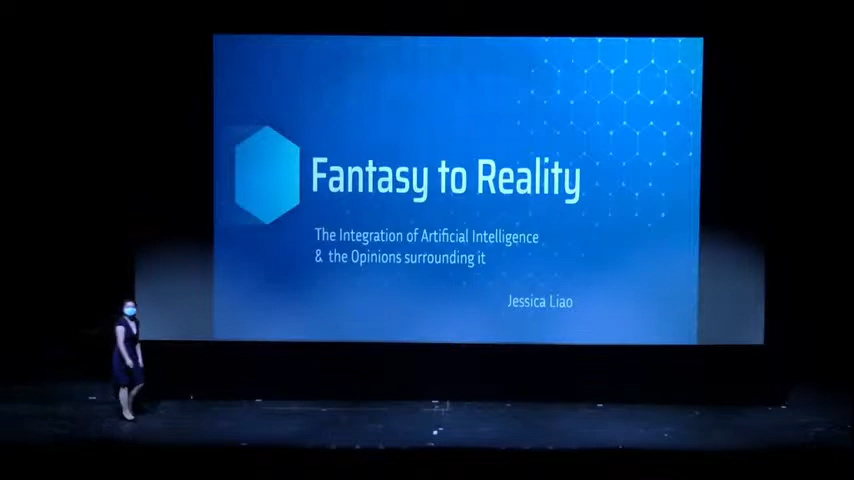 Fantasy to Reality
The Integration of Artificial Intelligence
& the Opinions surrounding it
Jessica Liao